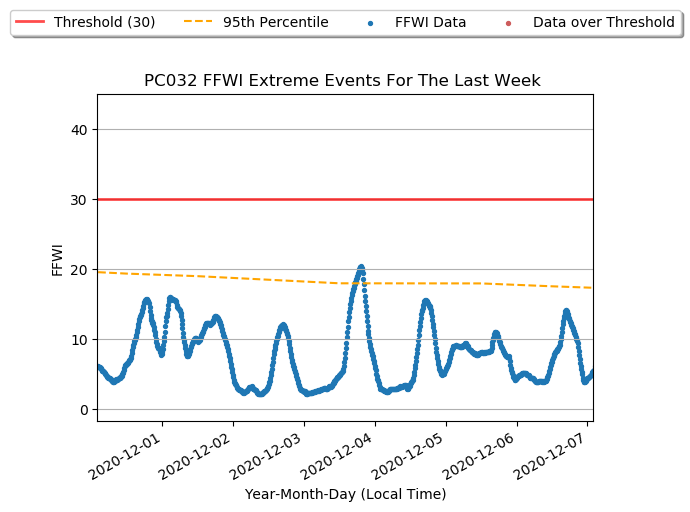 Threshold (30) 95th Percentile FFWI Data Data over Threshold
PC032 FFWI Extreme Events For The Last Week
40
30
20
10
0
FFWI
2020-12-01 2020-12-02 2020-12-03 2020-12-04 2020-12-05 2020-12-06 2020-12-07
Year-Month-Day (Local Time)